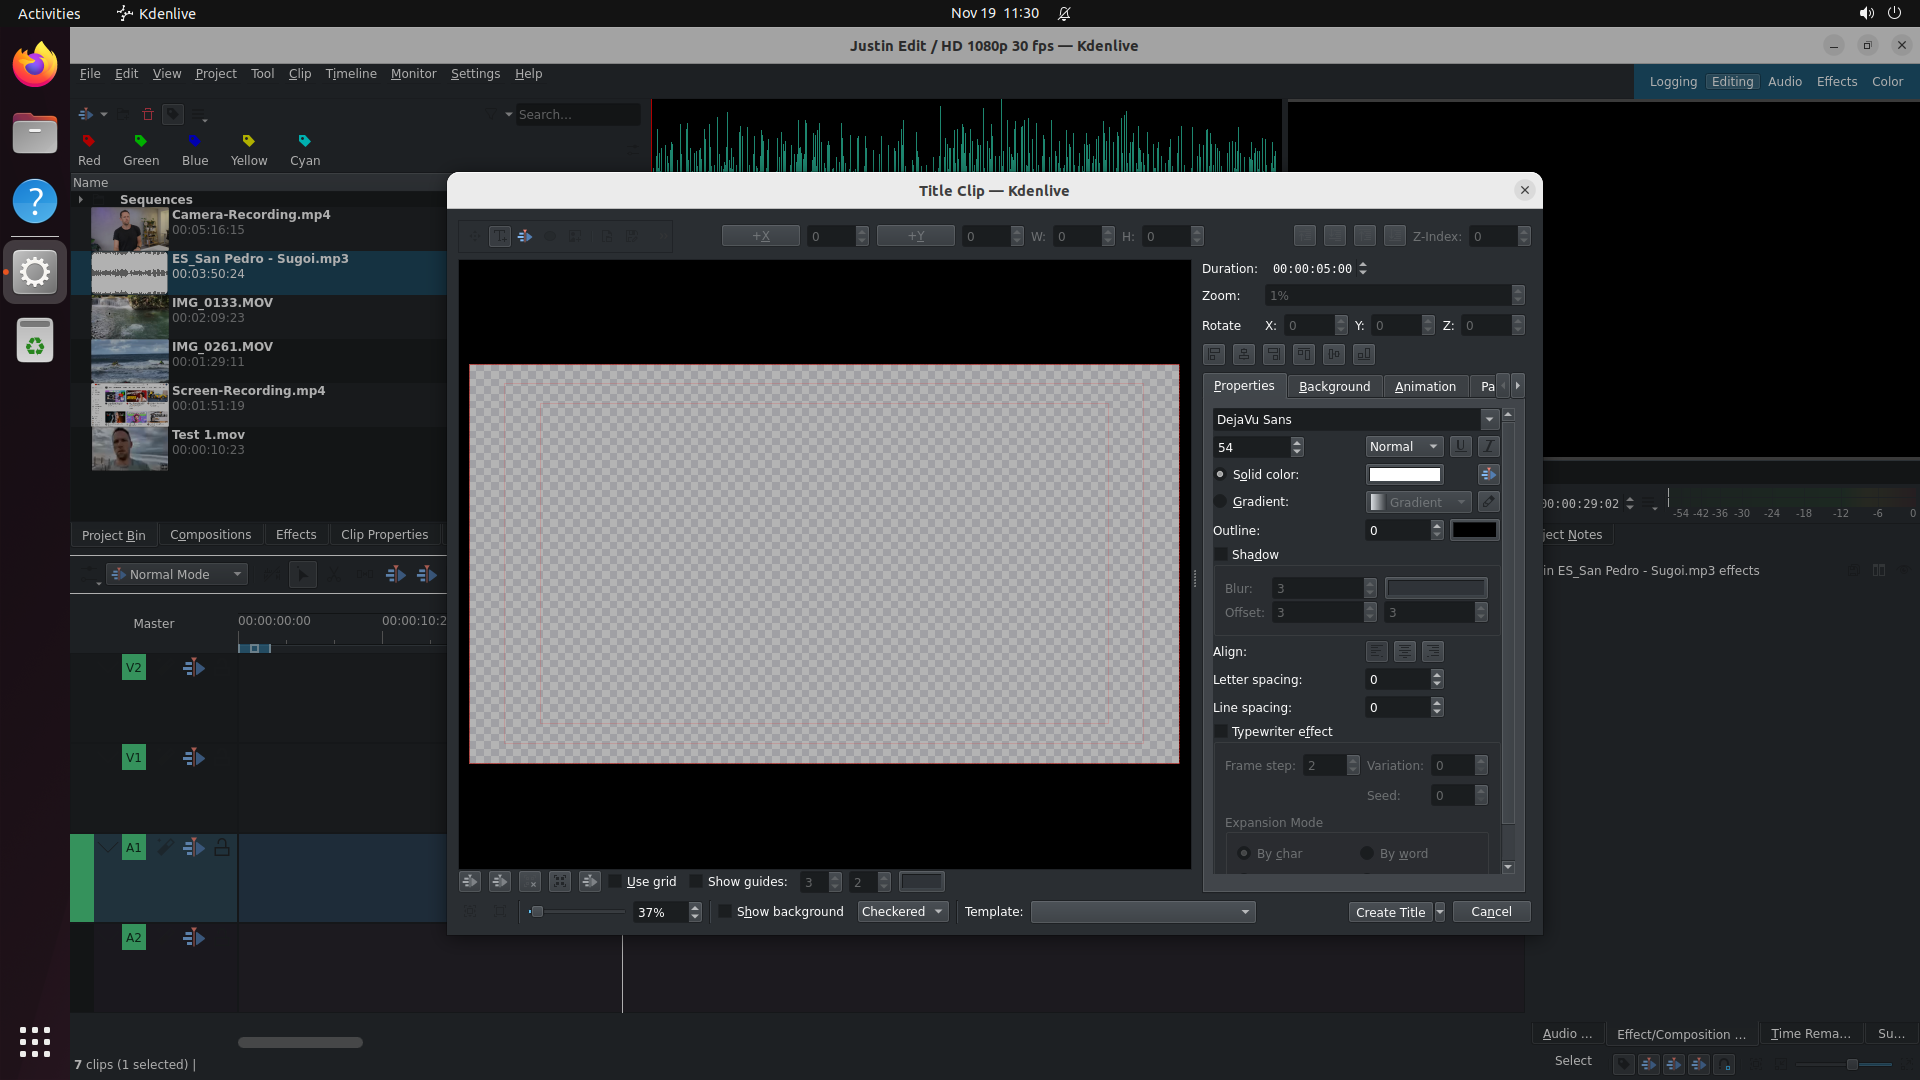 Activities
Kdenlive
Nov 19 11:30
Justin Edit / HD 1080p 30 fps — Kdenlive
File Edit View Project Tool Clip Timeline Monitor Settings Help
Logging Editing Audio Effects Color
Search...
Red Green Blue Yellow Cyan
Name
Sequences
Camera-Recording.mp4
00:05:16:15
ES_San Pedro - Sugoi.mp3
00:03:50:24
IMG_0133.MOV
00:02:09:23
IMG_0261.MOV
00:01:29:11
Screen-Recording.mp4
00:01:51:19
Test 1.mov
00:00:10:23
Project Bin Compositions Effects Clip Properties
Normal Mode
Master
00:00:00:00 00:00:10:2
V2
V1
A1
A2
7 clips (1 selected) |
Title Clip — Kdenlive
+X 0 +Y 0 W: 0 H: 0 Z-Index: 0
Duration: 00:00:05:00
Zoom: 1%
Rotate X: 0 Y: 0 Z: 0
Properties Background Animation Pa
DejaVu Sans
54 Normal U I
Solid color:
Gradient: Gradient
Outline: 0
Shadow
Blur: 3
Offset: 3 3
Align:
Letter spacing: 0
Line spacing: 0
Typewriter effect
Frame step: 2 Variation: 0
Seed: 0
Expansion Mode
By char By word
Use grid Show guides: 3 2
37% Show background Checkered Template:
Create Title Cancel
00:00:29:02
-54 -42 -36 -30 -24 -18 -12 -6 0
ject Notes
in ES_San Pedro - Sugoi.mp3 effects
Audio ... Effect/Composition ... Time Rema... Su...
Select